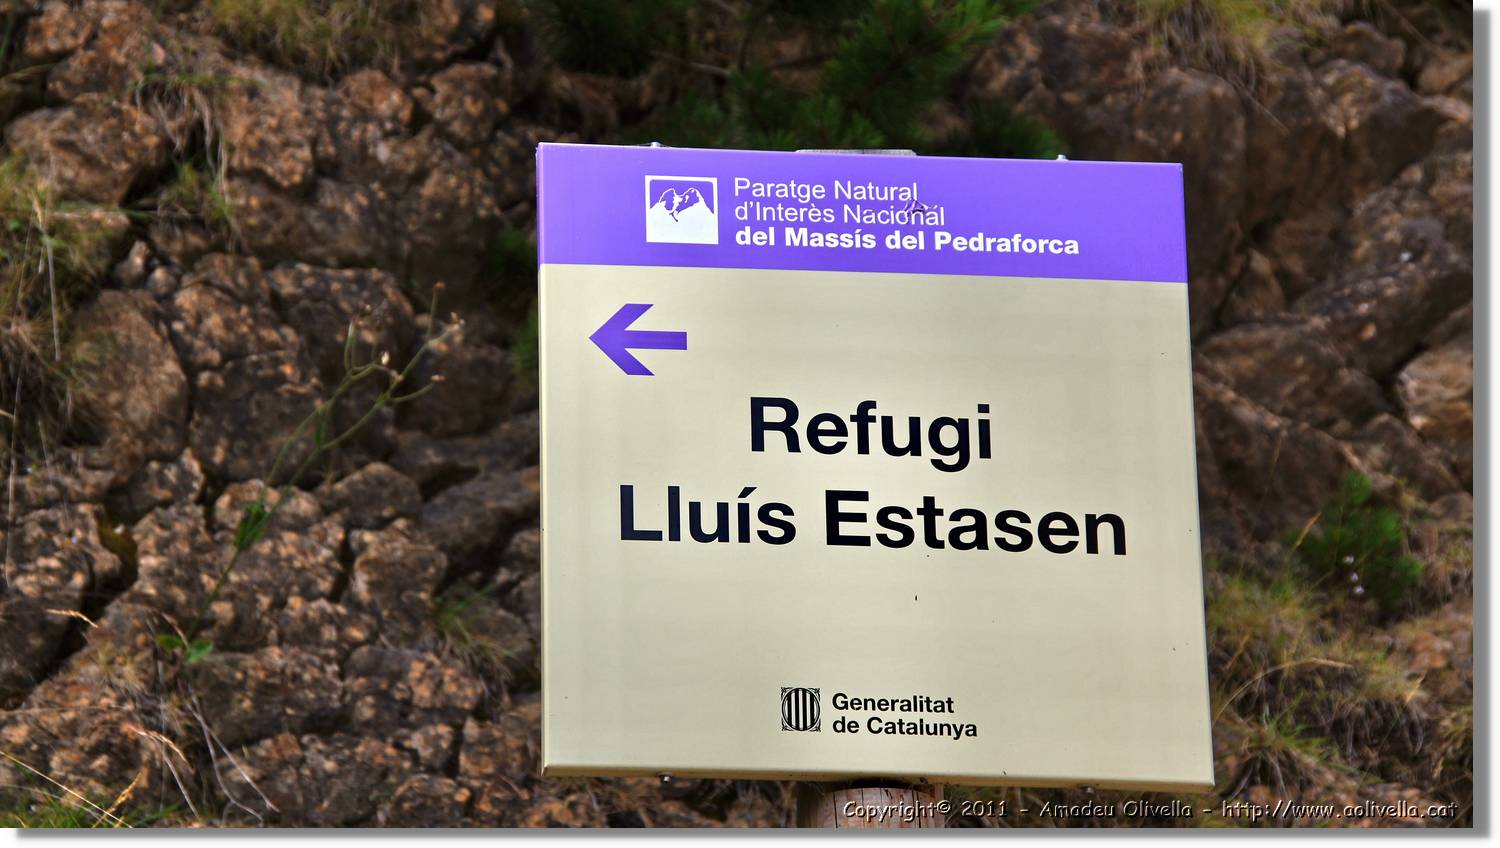 Paratge Natural
d'Interès Nacional
del Massís del Pedraforca
Refugi
Lluís Estasen
Generalitat
de Catalunya
Copyright© 2011 - Amadeu Olivella - http://www.aolivella.cat